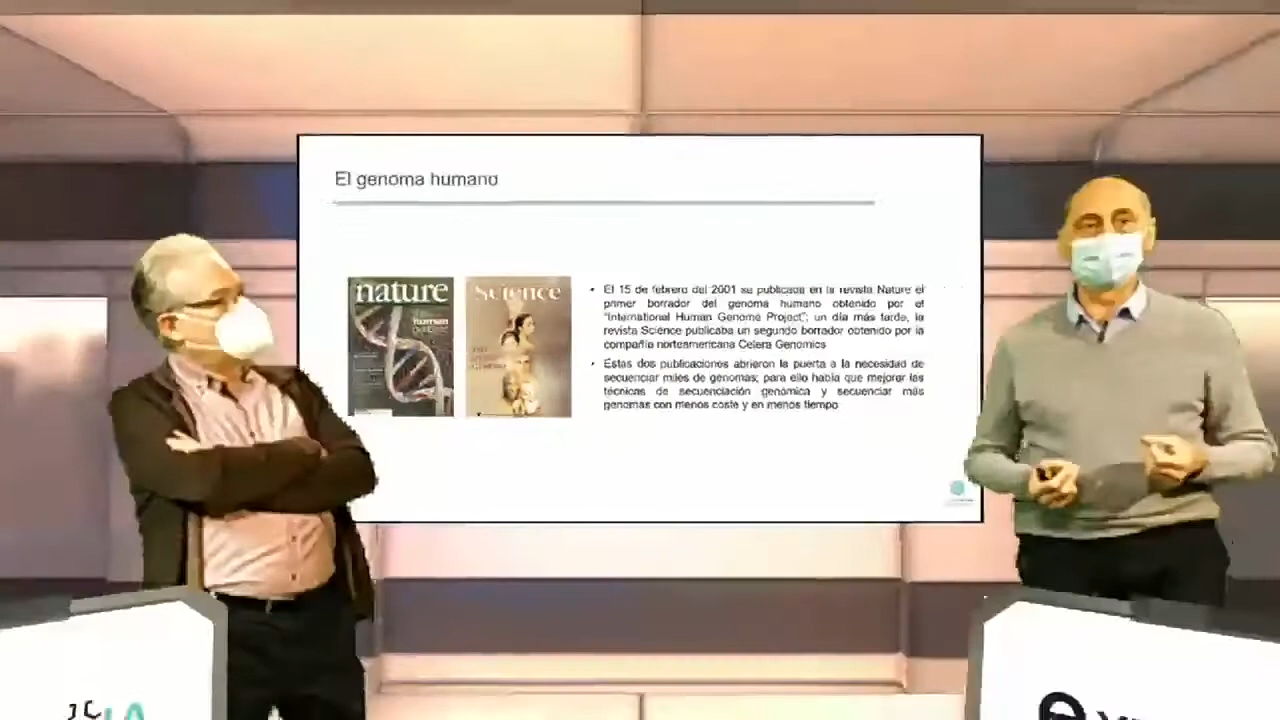 El genoma humano
nature
Science
human
• El 15 de febrero del 2001 se publicaba en la revista Nature el
primer borrador del genoma humano obtenido por el
"International Human Genome Project"; un día más tarde, la
revista Science publicaba un segundo borrador obtenido por la
compañía norteamericana Celera Genomics
• Estas dos publicaciones abrieron la puerta a la necesidad de
secuenciar miles de genomas; para ello había que mejorar las
técnicas de secuenciación genómica y secuenciar más
genomas con menos coste y en menos tiempo